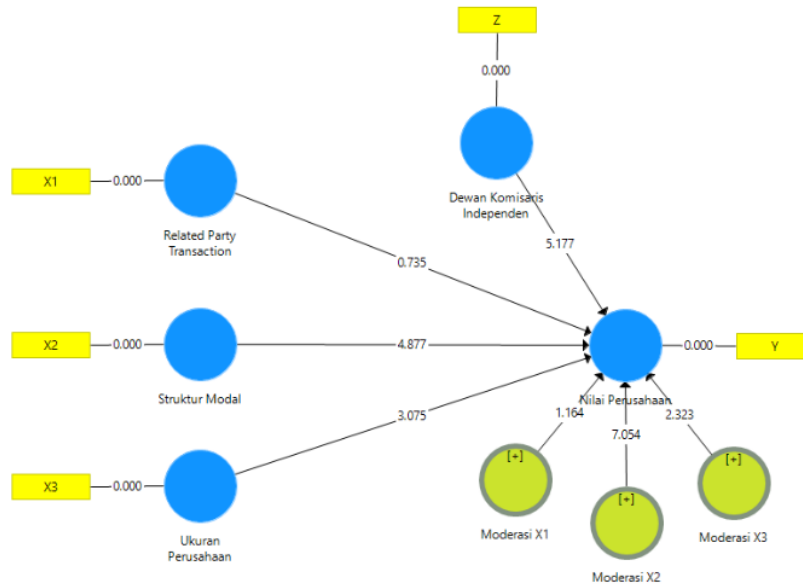 Z
0.000
X1
0.000
Related Party
Transaction
Dewan Komisaris
Independen
5.177
0.735
X2
0.000
Struktur Modal
4.877
0.000
Y
Nilai Perusahaan
3.075
1.164
7.054
2.323
X3
0.000
Ukuran
Perusahaan
[+]
Moderasi X1
[+]
Moderasi X2
[+]
Moderasi X3